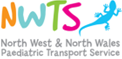 NWTS
North West & North Wales
Paediatric Transport Service